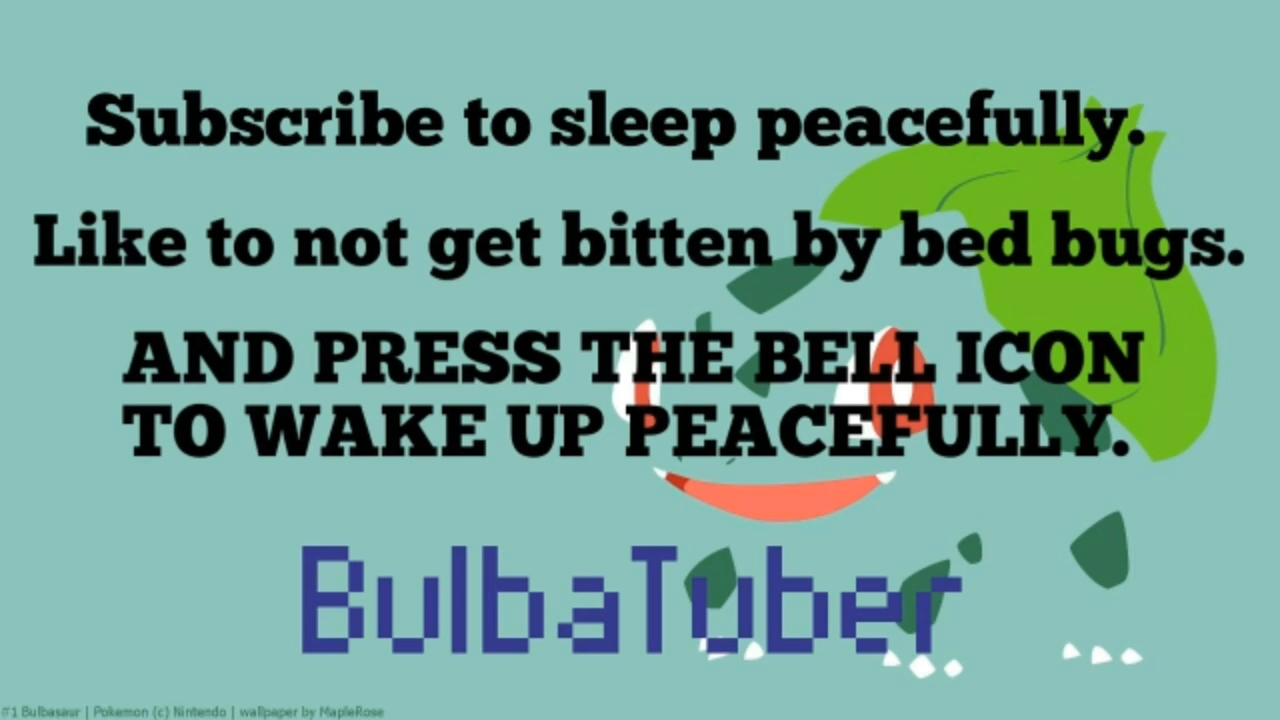 Subscribe to sleep peacefully.
Like to not get bitten by bed bugs.
AND PRESS THE BELL ICON
TO WAKE UP PEACEFULLY.
BulbaTuber
#1 Bulbasaur | Pokemon (c) Nintendo | wallpaper by MapleRose